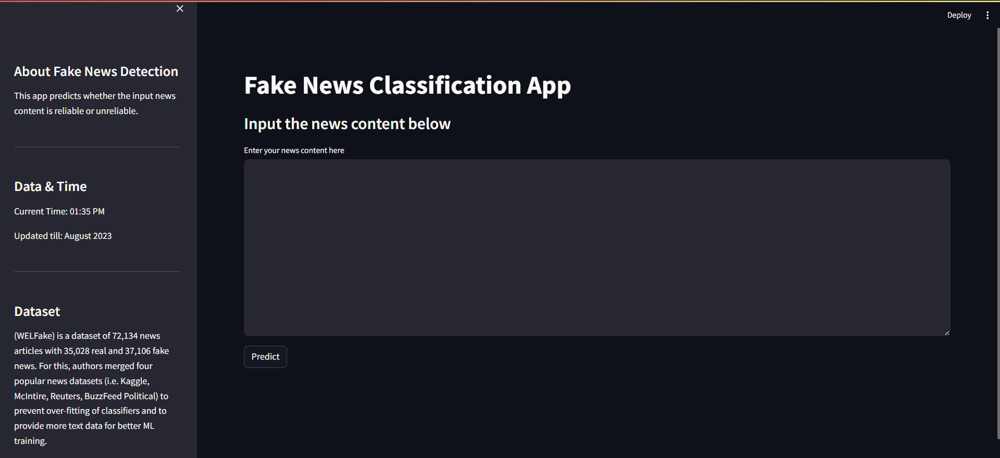 Deploy
About Fake News Detection
This app predicts whether the input news
content is reliable or unreliable.
Data & Time
Current Time: 01:35 PM
Updated till: August 2023
Dataset
(WELFake) is a dataset of 72,134 news
articles with 35,028 real and 37,106 fake
news. For this, authors merged four
popular news datasets (i.e. Kaggle,
McIntire, Reuters, BuzzFeed Political) to
prevent over-fitting of classifiers and to
provide more text data for better ML
training.
Fake News Classification App
Input the news content below
Enter your news content here
Predict